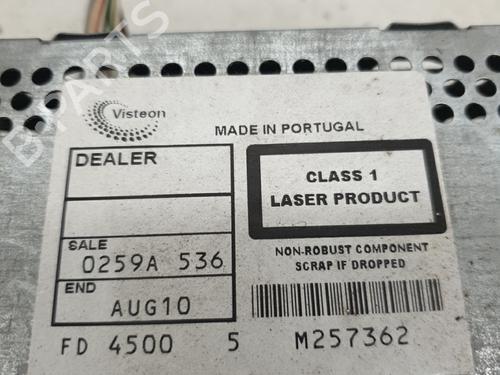 Visteon
MADE IN PORTUGAL
DEALER
CLASS 1
LASER PRODUCT
SALE
0259A 536
NON-ROBUST COMPONENT
SCRAP IF DROPPED
END
AUG10
FD 4500 5 M257362
B-PARTS